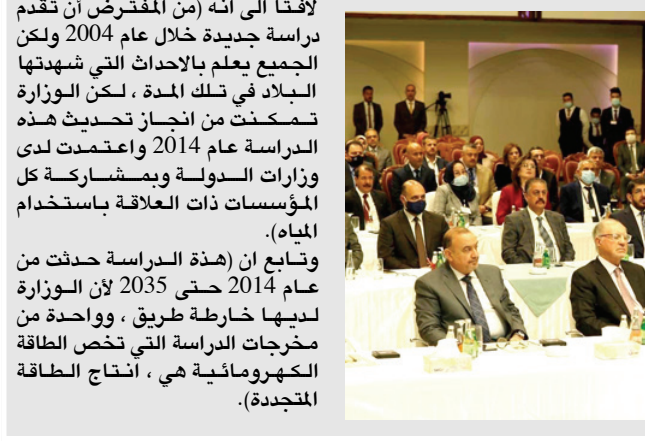 لافتا الى انه (من المفترض أن تقدم
دراسة جديدة خلال عام 2004 ولكن
الجميع يعلم بالاحداث التي شهدتها
البلاد في تلك المدة ، لكن الوزارة
تمكنت من انجاز تحديث هذه
الدراسة عام 2014 واعتمدت لدى
وزارات الدولة وبمشاركة كل
المؤسسات ذات العلاقة باستخدام
المياه).
وتابع ان (هذة الدراسة حدثت من
عام 2014 حتى 2035 لأن الوزارة
لديها خارطة طريق ، وواحدة من
مخرجات الدراسة التي تخص الطاقة
الكهرومائية هي ، انتاج الطاقة
المتجددة).